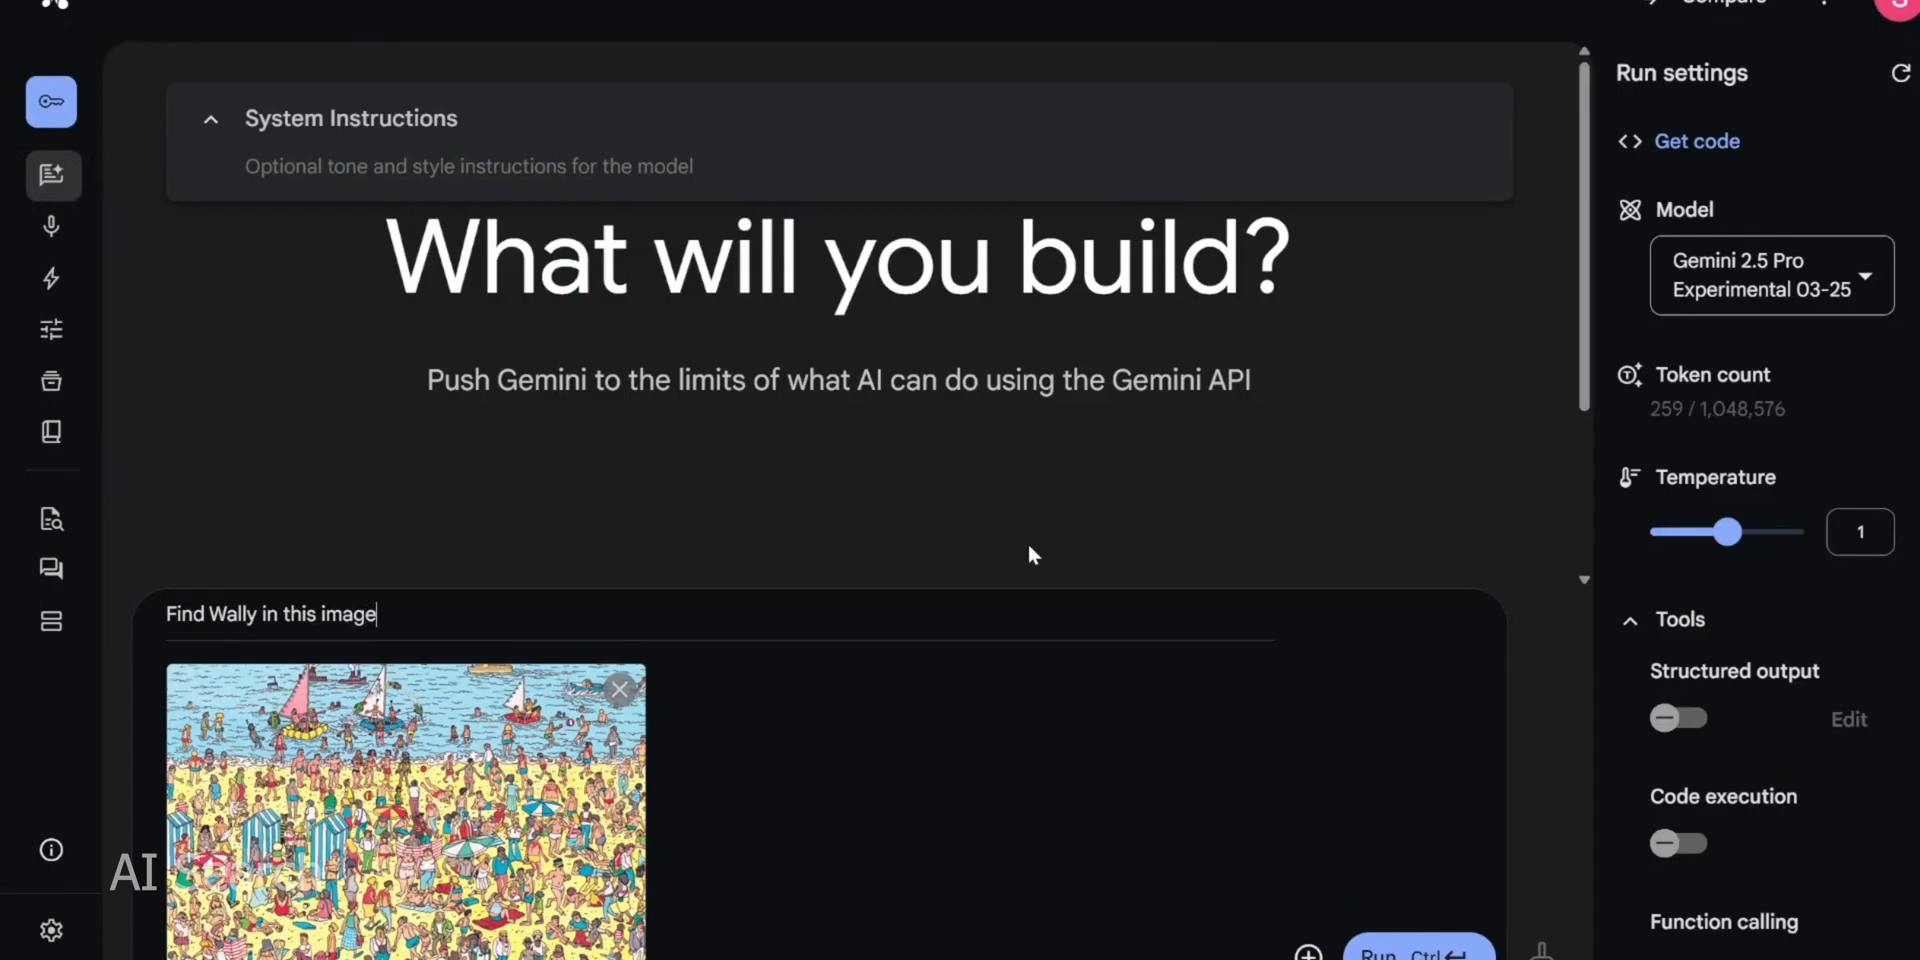 Compare
S
Run settings
System Instructions
Optional tone and style instructions for the model
Get code
What will you build?
Model
Gemini 2.5 Pro
Experimental 03-25
Push Gemini to the limits of what AI can do using the Gemini API
Token count
259 / 1,048,576
Temperature
1
Find Wally in this image
Tools
Structured output
Edit
Code execution
AI
Function calling
Run Ctrl